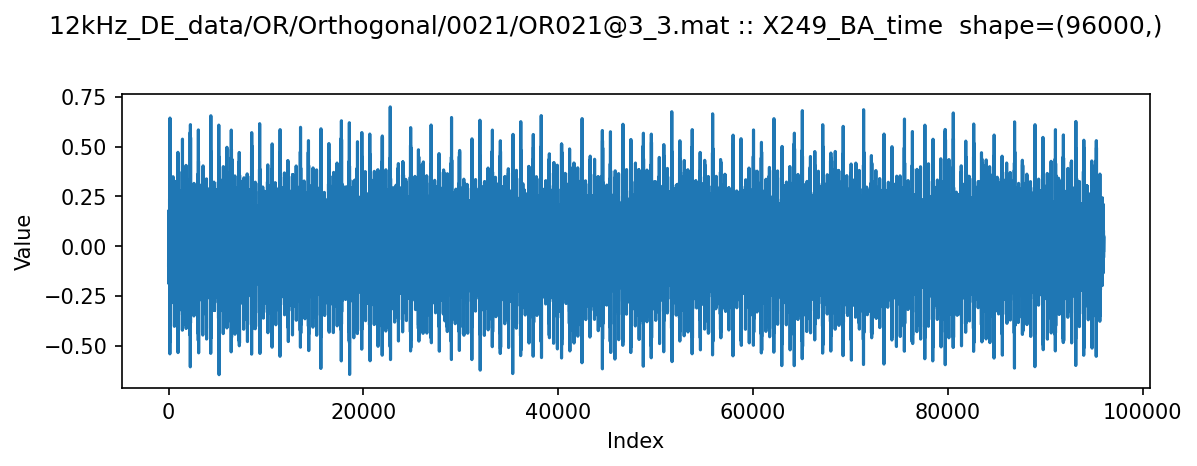 12kHz_DE_data/OR/Orthogonal/0021/OR021@3_3.mat :: X249_BA_time  shape=(96000,)
0.75
0.50
0.25
0.00
−0.25
−0.50
Value
0 20000 40000 60000 80000 100000
Index